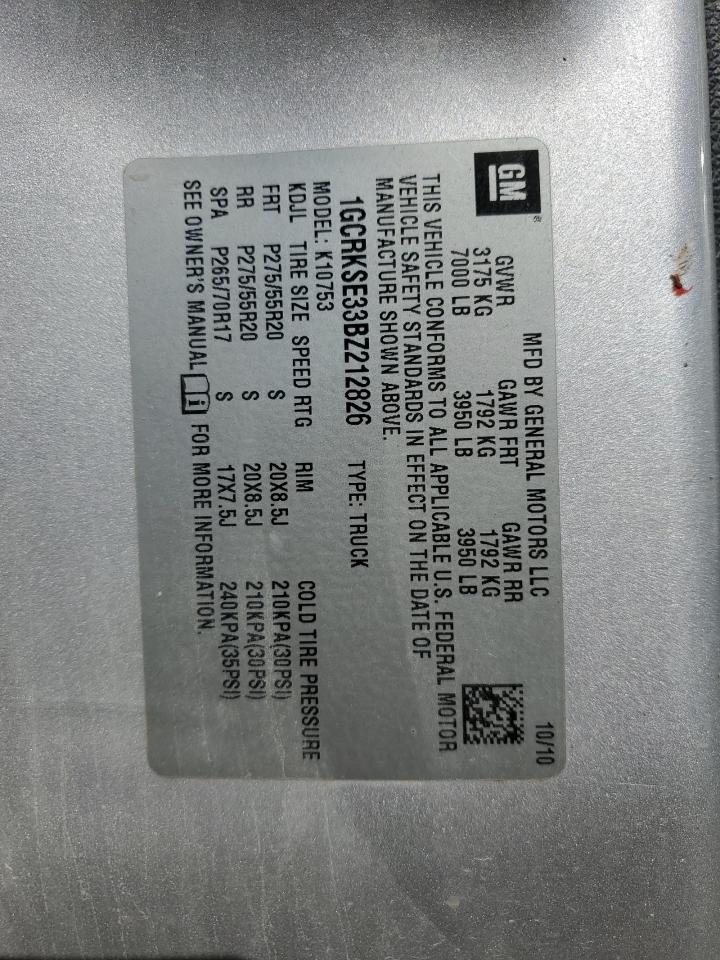 GM
MFD BY GENERAL MOTORS LLC 10/10
GVWR GAWR FRT GAWR RR
3175 KG 1792 KG 1792 KG
7000 LB 3950 LB 3950 LB
THIS VEHICLE CONFORMS TO ALL APPLICABLE U.S. FEDERAL MOTOR
VEHICLE SAFETY STANDARDS IN EFFECT ON THE DATE OF
MANUFACTURE SHOWN ABOVE.
1GCRKSE33BZ212826 TYPE: TRUCK
MODEL: K10753
KDJL TIRE SIZE SPEED RTG RIM COLD TIRE PRESSURE
FRT P275/55R20 S 20X8.5J 210KPA(30PSI)
RR P275/55R20 S 20X8.5J 210KPA(30PSI)
SPA P265/70R17 S 17X7.5J 240KPA(35PSI)
SEE OWNER'S MANUAL i FOR MORE INFORMATION.